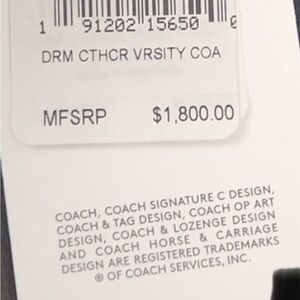 1 91202 15650
DRM CTHCR VRSITY COA
MFSRP $1,800.00
COACH, COACH SIGNATURE C DESIGN,
COACH & TAG DESIGN, COACH OP ART
DESIGN, COACH & LOZENGE DESIGN
AND COACH HORSE & CARRIAGE
DESIGN ARE REGISTERED TRADEMARKS
® OF COACH SERVICES, INC.